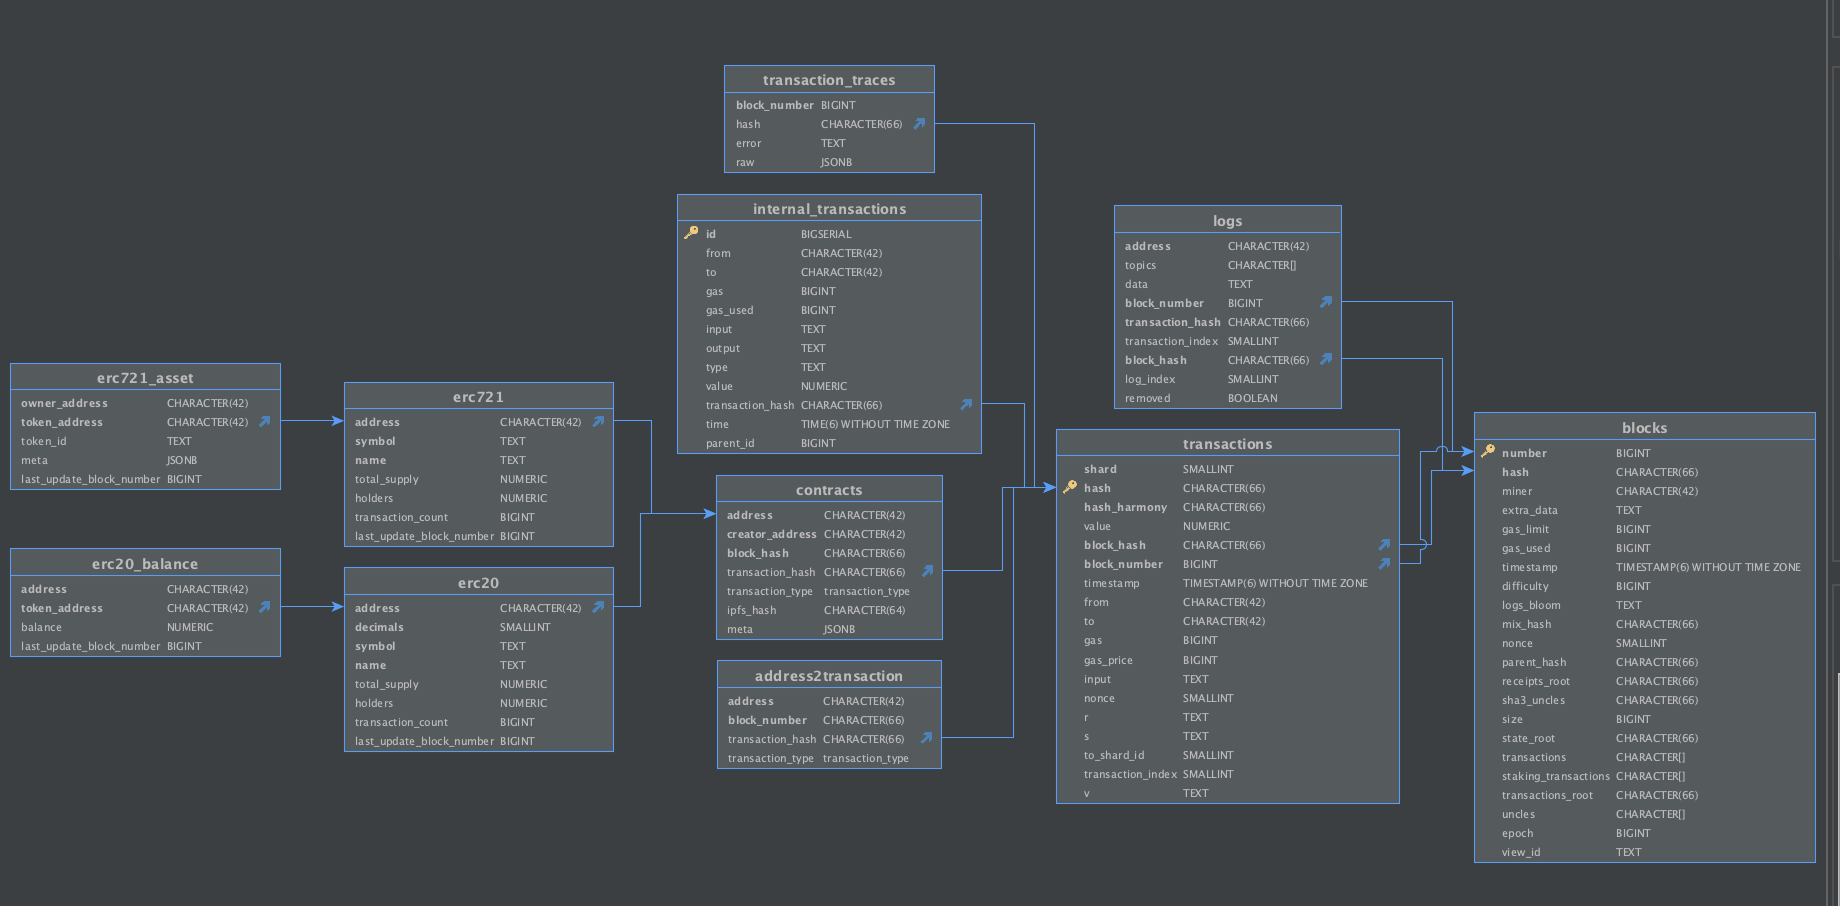 transaction_traces
block_number BIGINT
hash CHARACTER(66)
error TEXT
raw JSONB
internal_transactions
id BIGSERIAL
from CHARACTER(42)
to CHARACTER(42)
gas BIGINT
gas_used BIGINT
input TEXT
output TEXT
type TEXT
value NUMERIC
transaction_hash CHARACTER(66)
time TIME(6) WITHOUT TIME ZONE
parent_id BIGINT
logs
address CHARACTER(42)
topics CHARACTER[]
data TEXT
block_number BIGINT
transaction_hash CHARACTER(66)
transaction_index SMALLINT
block_hash CHARACTER(66)
log_index SMALLINT
removed BOOLEAN
erc721_asset
owner_address CHARACTER(42)
token_address CHARACTER(42)
token_id TEXT
meta JSONB
last_update_block_number BIGINT
erc721
address CHARACTER(42)
symbol TEXT
name TEXT
total_supply NUMERIC
holders NUMERIC
transaction_count BIGINT
last_update_block_number BIGINT
erc20_balance
address CHARACTER(42)
token_address CHARACTER(42)
balance NUMERIC
last_update_block_number BIGINT
erc20
address CHARACTER(42)
decimals SMALLINT
symbol TEXT
name TEXT
total_supply NUMERIC
holders NUMERIC
transaction_count BIGINT
last_update_block_number BIGINT
contracts
address CHARACTER(42)
creator_address CHARACTER(42)
block_hash CHARACTER(66)
transaction_hash CHARACTER(66)
transaction_type transaction_type
ipfs_hash CHARACTER(64)
meta JSONB
address2transaction
address CHARACTER(42)
block_number CHARACTER(66)
transaction_hash CHARACTER(66)
transaction_type transaction_type
transactions
shard SMALLINT
hash CHARACTER(66)
hash_harmony CHARACTER(66)
value NUMERIC
block_hash CHARACTER(66)
block_number BIGINT
timestamp TIMESTAMP(6) WITHOUT TIME ZONE
from CHARACTER(42)
to CHARACTER(42)
gas BIGINT
gas_price BIGINT
input TEXT
nonce SMALLINT
r TEXT
s TEXT
to_shard_id SMALLINT
transaction_index SMALLINT
v TEXT
blocks
number BIGINT
hash CHARACTER(66)
miner CHARACTER(42)
extra_data TEXT
gas_limit BIGINT
gas_used BIGINT
timestamp TIMESTAMP(6) WITHOUT TIME ZONE
difficulty BIGINT
logs_bloom TEXT
mix_hash CHARACTER(66)
nonce SMALLINT
parent_hash CHARACTER(66)
receipts_root CHARACTER(66)
sha3_uncles CHARACTER(66)
size BIGINT
state_root CHARACTER(66)
transactions CHARACTER[]
staking_transactions CHARACTER[]
transactions_root CHARACTER(66)
uncles CHARACTER[]
epoch BIGINT
view_id TEXT